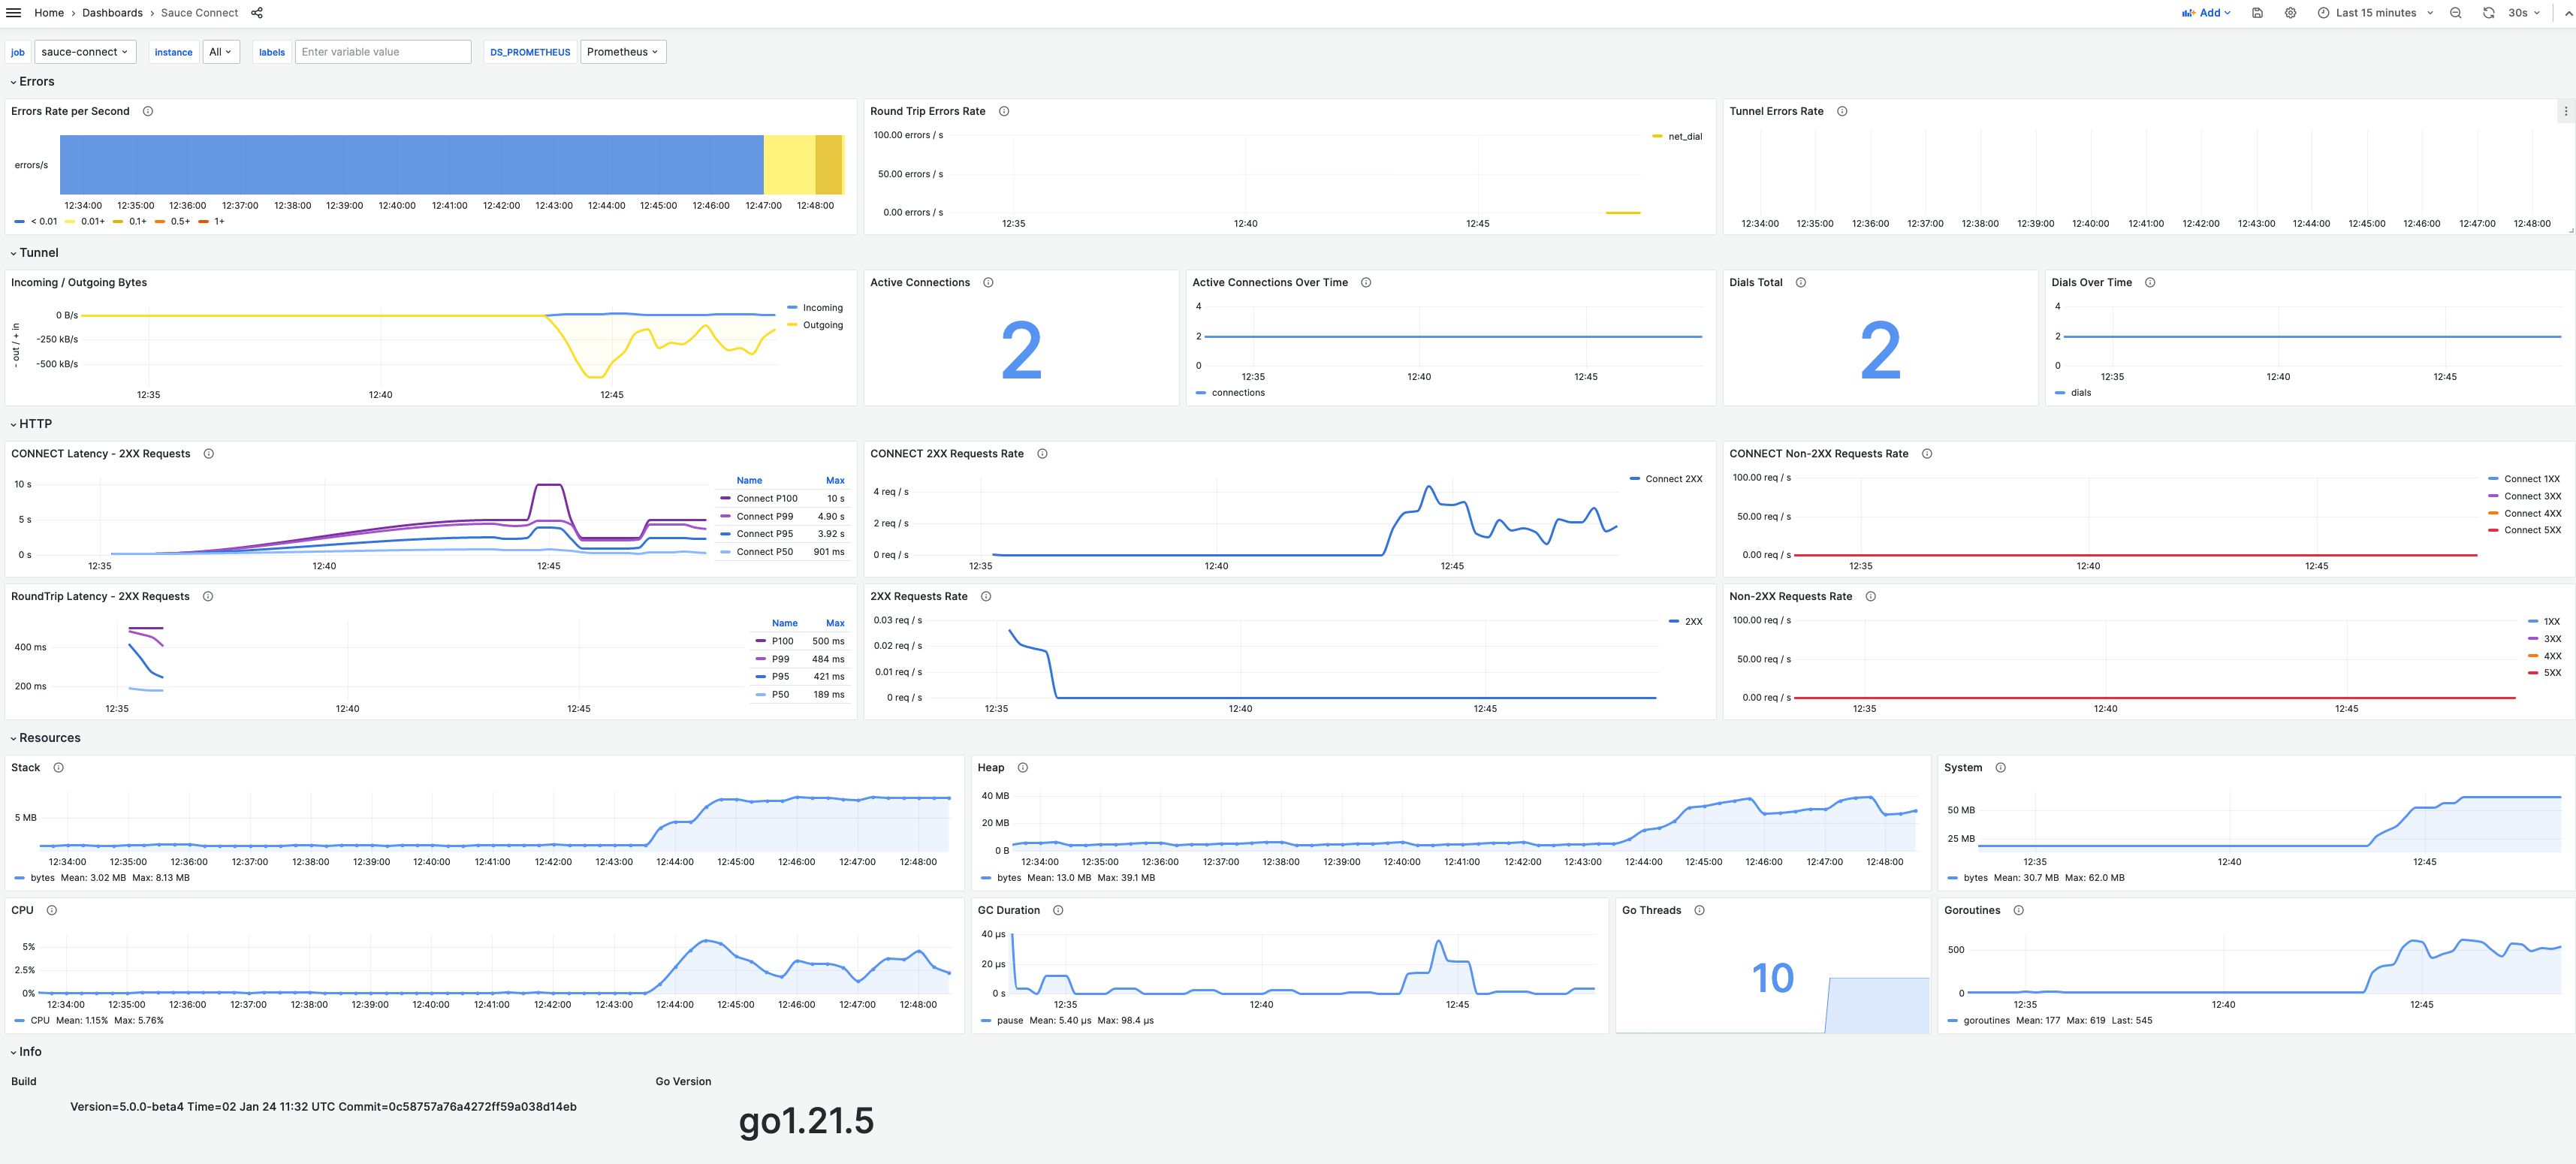 Home › Dashboards › Sauce Connect
Add
Last 15 minutes
30s
job sauce-connect instance All labels Enter variable value DS_PROMETHEUS Prometheus
Errors
Errors Rate per Second
errors/s
12:34:00 12:35:00 12:36:00 12:37:00 12:38:00 12:39:00 12:40:00 12:41:00 12:42:00 12:43:00 12:44:00 12:45:00 12:46:00 12:47:00 12:48:00
< 0.01 0.01+ 0.1+ 0.5+ 1+
Round Trip Errors Rate
100.00 errors / s
50.00 errors / s
0.00 errors / s
12:35 12:40 12:45
net_dial
Tunnel Errors Rate
12:34:00 12:35:00 12:36:00 12:37:00 12:38:00 12:39:00 12:40:00 12:41:00 12:42:00 12:43:00 12:44:00 12:45:00 12:46:00 12:47:00 12:48:00
Tunnel
Incoming / Outgoing Bytes
- out / + in
0 B/s
-250 kB/s
-500 kB/s
12:35 12:40 12:45
Incoming
Outgoing
Active Connections
2
Active Connections Over Time
4
2
0
12:35 12:40 12:45
connections
Dials Total
2
Dials Over Time
4
2
0
12:35 12:40 12:45
dials
HTTP
CONNECT Latency - 2XX Requests
10 s
5 s
0 s
12:35 12:40 12:45
Name Max
Connect P100 10 s
Connect P99 4.90 s
Connect P95 3.92 s
Connect P50 901 ms
CONNECT 2XX Requests Rate
4 req / s
2 req / s
0 req / s
12:35 12:40 12:45
Connect 2XX
CONNECT Non-2XX Requests Rate
100.00 req / s
50.00 req / s
0.00 req / s
12:35 12:40 12:45
Connect 1XX
Connect 3XX
Connect 4XX
Connect 5XX
RoundTrip Latency - 2XX Requests
400 ms
200 ms
12:35 12:40 12:45
Name Max
P100 500 ms
P99 484 ms
P95 421 ms
P50 189 ms
2XX Requests Rate
0.03 req / s
0.02 req / s
0.01 req / s
0 req / s
12:35 12:40 12:45
2XX
Non-2XX Requests Rate
100.00 req / s
50.00 req / s
0.00 req / s
12:35 12:40 12:45
1XX
3XX
4XX
5XX
Resources
Stack
5 MB
12:34:00 12:35:00 12:36:00 12:37:00 12:38:00 12:39:00 12:40:00 12:41:00 12:42:00 12:43:00 12:44:00 12:45:00 12:46:00 12:47:00 12:48:00
bytes Mean: 3.02 MB Max: 8.13 MB
Heap
40 MB
20 MB
0 B
12:34:00 12:35:00 12:36:00 12:37:00 12:38:00 12:39:00 12:40:00 12:41:00 12:42:00 12:43:00 12:44:00 12:45:00 12:46:00 12:47:00 12:48:00
bytes Mean: 13.0 MB Max: 39.1 MB
System
50 MB
25 MB
12:35 12:40 12:45
bytes Mean: 30.7 MB Max: 62.0 MB
CPU
5%
2.5%
0%
12:34:00 12:35:00 12:36:00 12:37:00 12:38:00 12:39:00 12:40:00 12:41:00 12:42:00 12:43:00 12:44:00 12:45:00 12:46:00 12:47:00 12:48:00
CPU Mean: 1.15% Max: 5.76%
GC Duration
40 µs
20 µs
0 s
12:35 12:40 12:45
pause Mean: 5.40 µs Max: 98.4 µs
Go Threads
10
Goroutines
500
0
12:35 12:40 12:45
goroutines Mean: 177 Max: 619 Last: 545
Info
Build
Version=5.0.0-beta4 Time=02 Jan 24 11:32 UTC Commit=0c58757a76a4272ff59a038d14eb
Go Version
go1.21.5